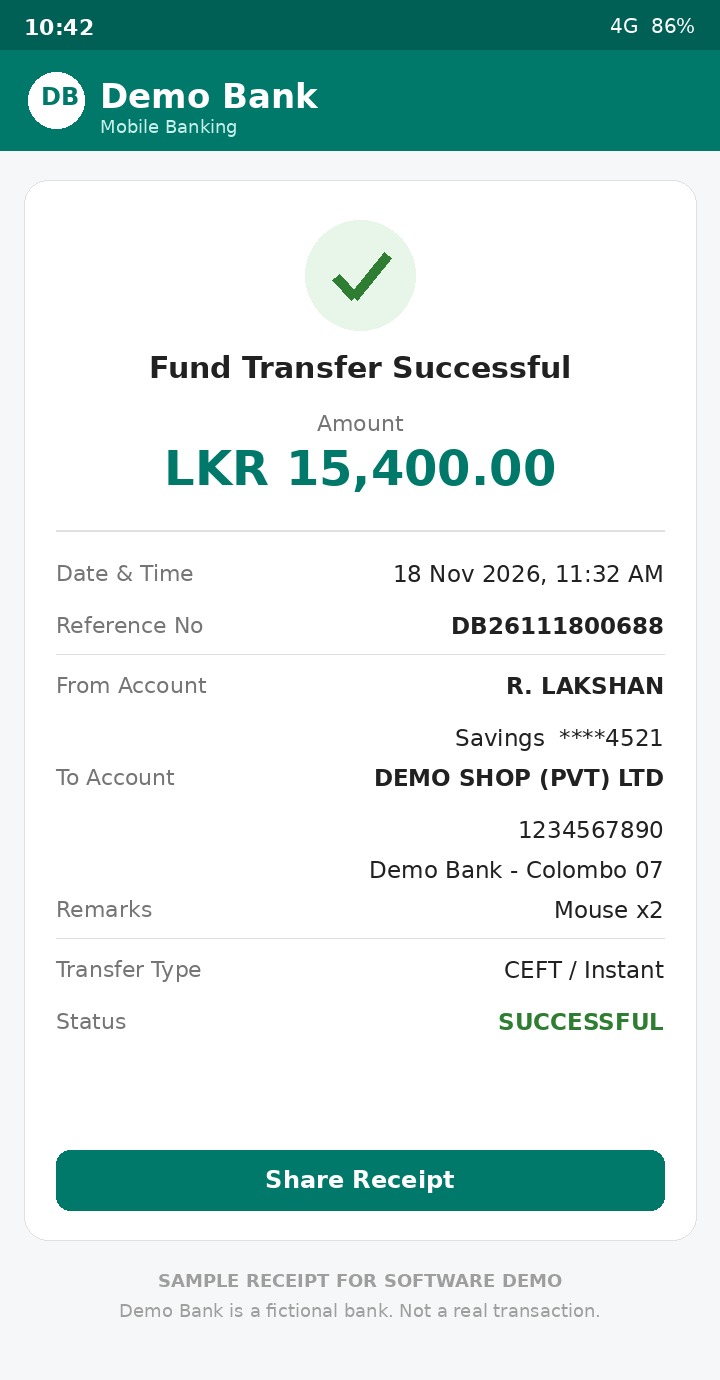 10:42 4G 86%
DB Demo Bank
Mobile Banking
Fund Transfer Successful
Amount
LKR 15,400.00
Date & Time 18 Nov 2026, 11:32 AM
Reference No DB26111800688
From Account R. LAKSHAN
Savings ****4521
To Account DEMO SHOP (PVT) LTD
1234567890
Demo Bank - Colombo 07
Remarks Mouse x2
Transfer Type CEFT / Instant
Status SUCCESSFUL
Share Receipt
SAMPLE RECEIPT FOR SOFTWARE DEMO
Demo Bank is a fictional bank. Not a real transaction.